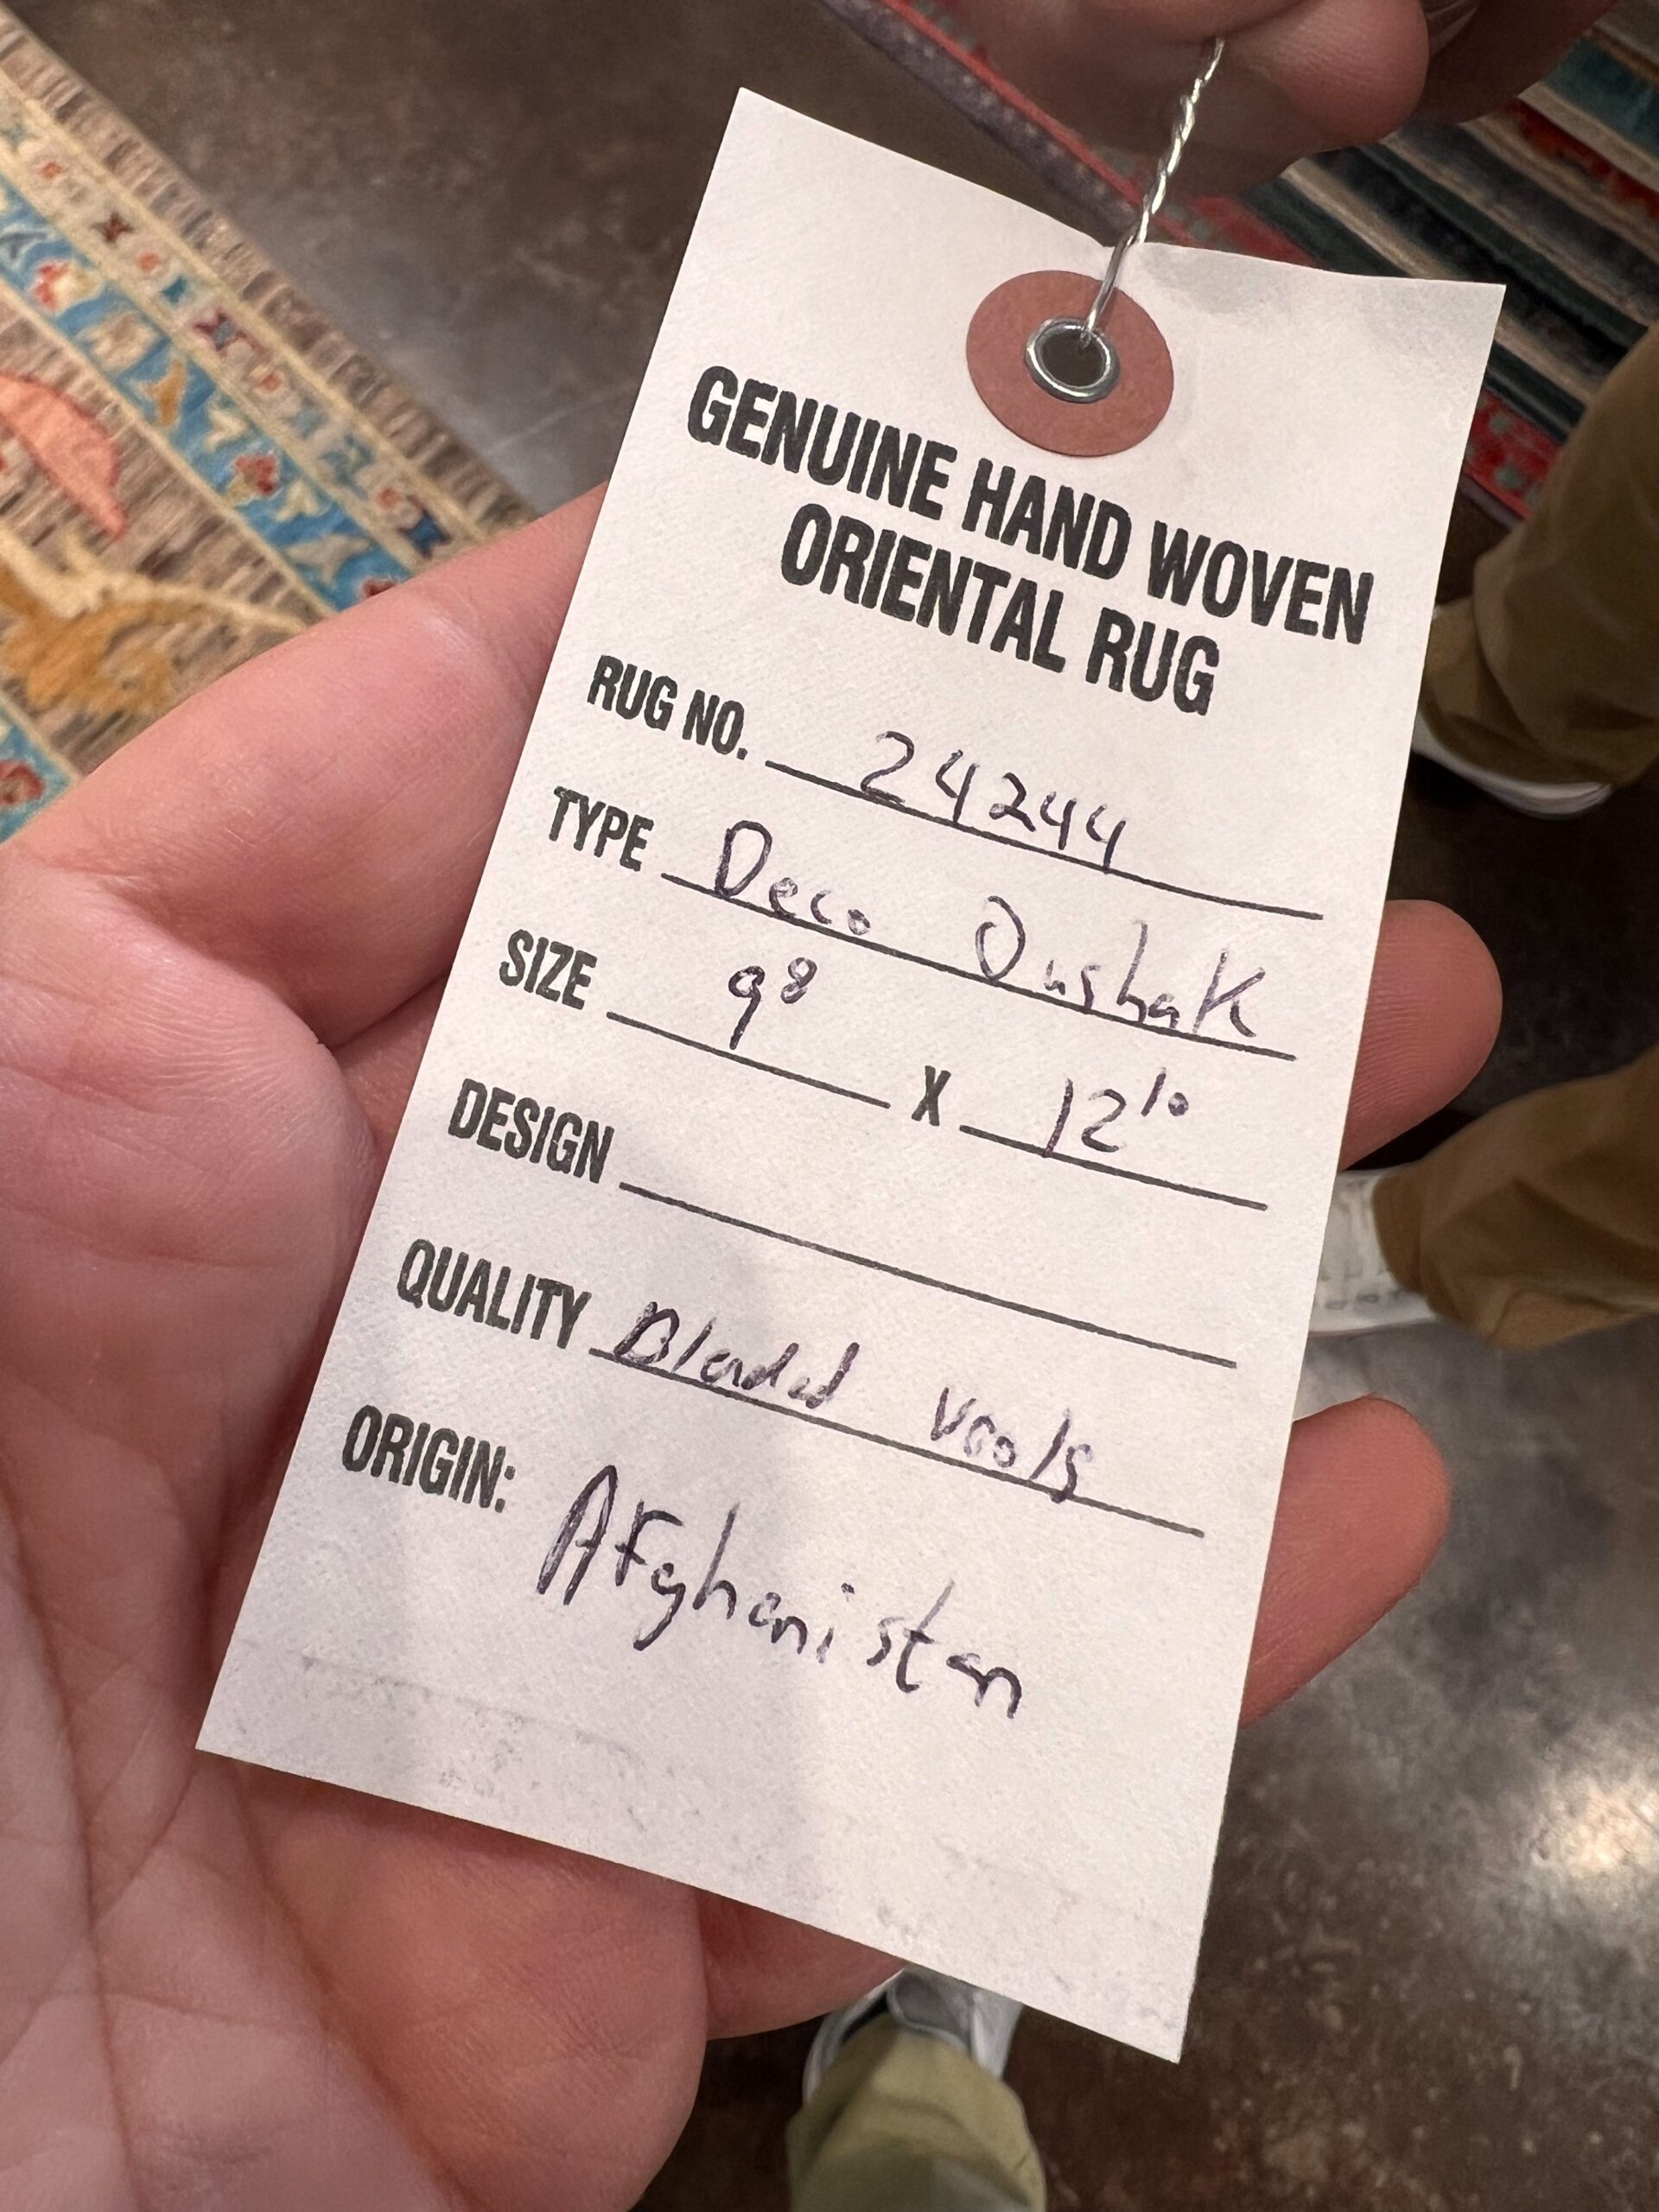 GENUINE HAND WOVEN
ORIENTAL RUG
RUG NO. 24244
TYPE Deco Oushak
SIZE 9⁸ X 12¹⁰
DESIGN
QUALITY Blended Wools
ORIGIN: Afghanistan